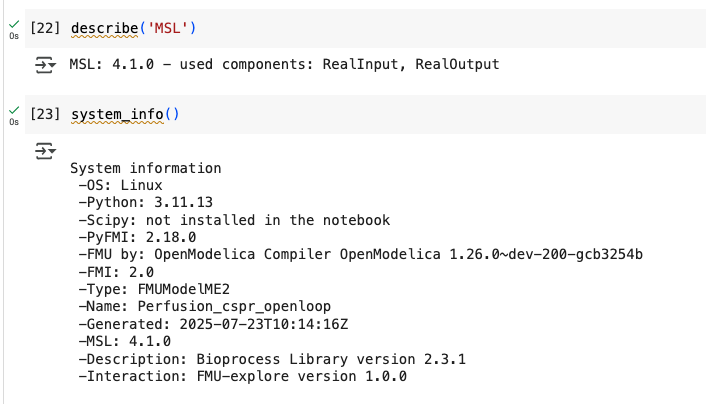 [22] describe('MSL')
0s
MSL: 4.1.0 - used components: RealInput, RealOutput
[23] system_info()
0s
System information
-OS: Linux
-Python: 3.11.13
-Scipy: not installed in the notebook
-PyFMI: 2.18.0
-FMU by: OpenModelica Compiler OpenModelica 1.26.0~dev-200-gcb3254b
-FMI: 2.0
-Type: FMUModelME2
-Name: Perfusion_cspr_openloop
-Generated: 2025-07-23T10:14:16Z
-MSL: 4.1.0
-Description: Bioprocess Library version 2.3.1
-Interaction: FMU-explore version 1.0.0